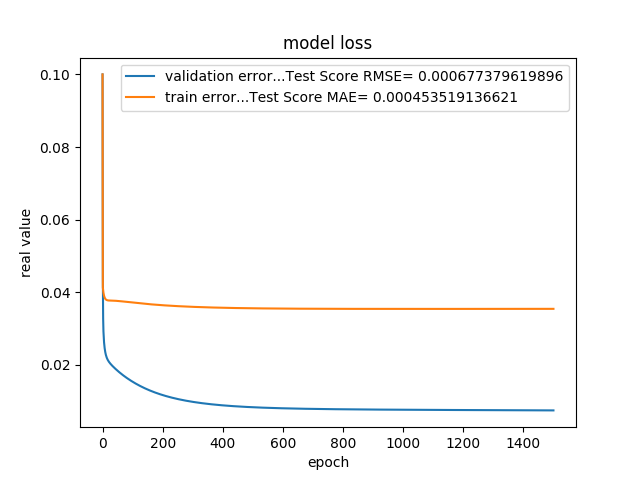 model loss
validation error...Test Score RMSE= 0.000677379619896
train error...Test Score MAE= 0.000453519136621
0.10
0.08
0.06
0.04
0.02
real value
0 200 400 600 800 1000 1200 1400
epoch